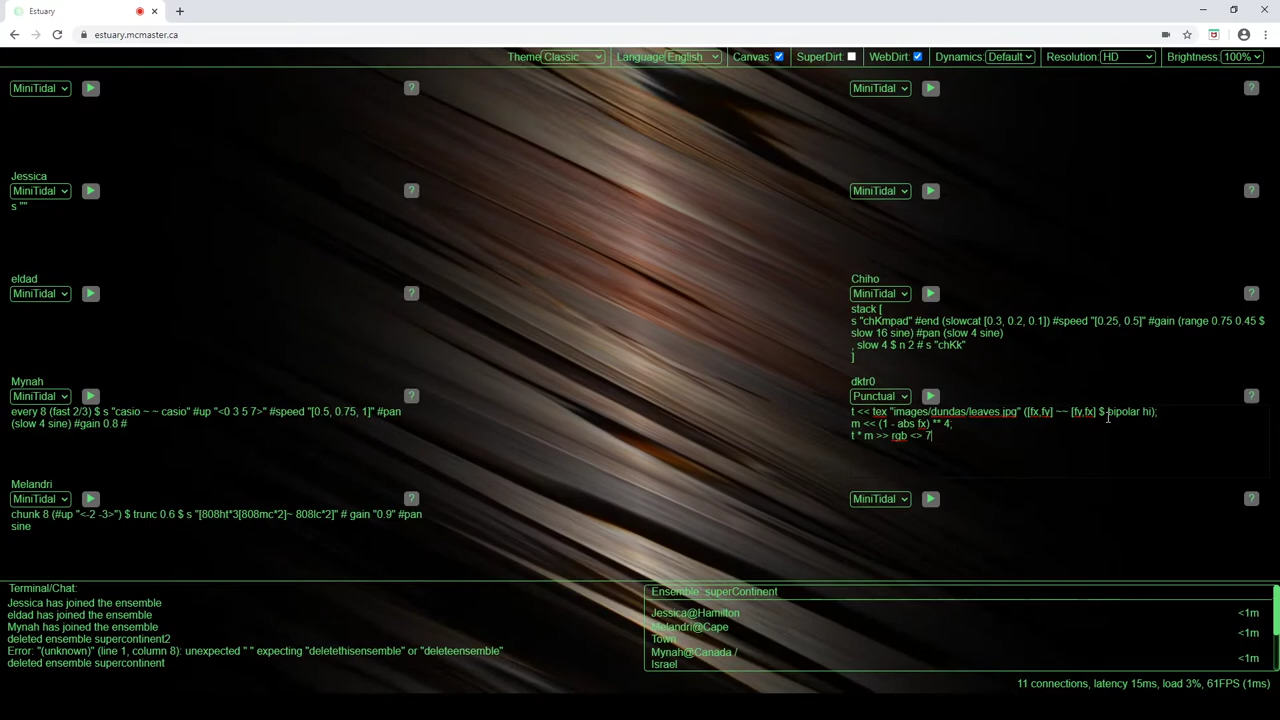 Estuary
estuary.mcmaster.ca
Theme Classic Language English Canvas: SuperDirt: WebDirt: Dynamics: Default Resolution: HD Brightness: 100%
MiniTidal ?
MiniTidal ?
Jessica
MiniTidal ?
s ""
MiniTidal ?
eldad
MiniTidal ?
Chiho
MiniTidal ?
stack [
s "chKmpad" #end (slowcat [0.3, 0.2, 0.1]) #speed "[0.25, 0.5]" #gain (range 0.75 0.45 $
slow 16 sine) #pan (slow 4 sine)
, slow 4 $ n 2 # s "chKk"
]
Mynah
MiniTidal ?
every 8 (fast 2/3) $ s "casio ~ ~ casio" #up "<0 3 5 7>" #speed "[0.5, 0.75, 1]" #pan
(slow 4 sine) #gain 0.8 #
dktr0
Punctual ?
t << tex "images/dundas/leaves.jpg" ([fx,fy] ~~ [fy,fx] $ bipolar hi);
m << (1 - abs fx) ** 4;
t * m >> rgb <> 7
Melandri
MiniTidal ?
chunk 8 (#up "<-2 -3>") $ trunc 0.6 $ s "[808ht*3[808mc*2]~ 808lc*2]" # gain "0.9" #pan
sine
MiniTidal ?
Terminal/Chat:
Jessica has joined the ensemble
eldad has joined the ensemble
Mynah has joined the ensemble
deleted ensemble supercontinent2
Error: "(unknown)" (line 1, column 8): unexpected " " expecting "deletethisensemble" or "deleteensemble"
deleted ensemble supercontinent
Ensemble: superContinent
Jessica@Hamilton <1m
Melandri@Cape
Town <1m
Mynah@Canada /
Israel <1m
11 connections, latency 15ms, load 3%, 61FPS (1ms)